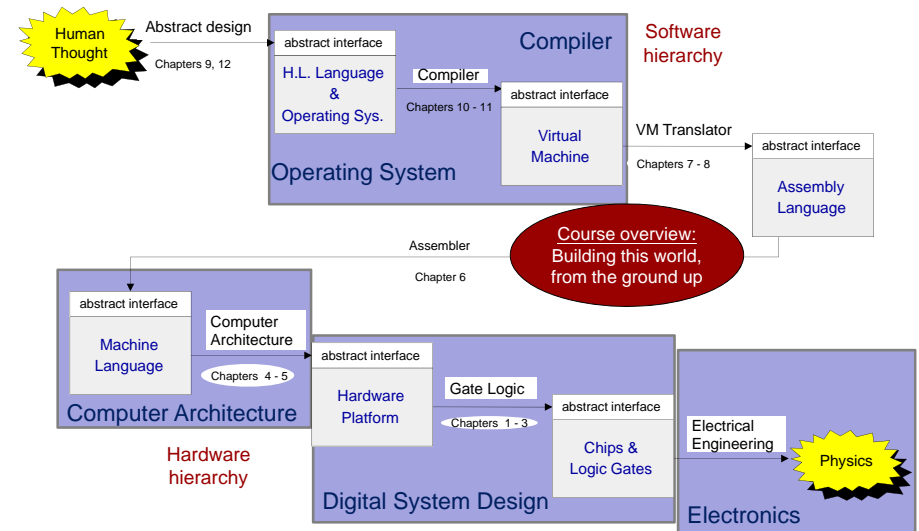 Human
Thought
Abstract design
Chapters 9, 12
abstract interface
H.L. Language
&
Operating Sys.
Compiler
Software
hierarchy
Compiler
Chapters 10 - 11
abstract interface
Virtual
Machine
Operating System
VM Translator
Chapters 7 - 8
abstract interface
Assembly
Language
Course overview:
Building this world,
from the ground up
Assembler
Chapter 6
abstract interface
Machine
Language
Computer
Architecture
Chapters 4 - 5
Computer Architecture
Hardware
hierarchy
abstract interface
Hardware
Platform
Gate Logic
Chapters 1 - 3
abstract interface
Chips &
Logic Gates
Digital System Design
Electrical
Engineering
Physics
Electronics